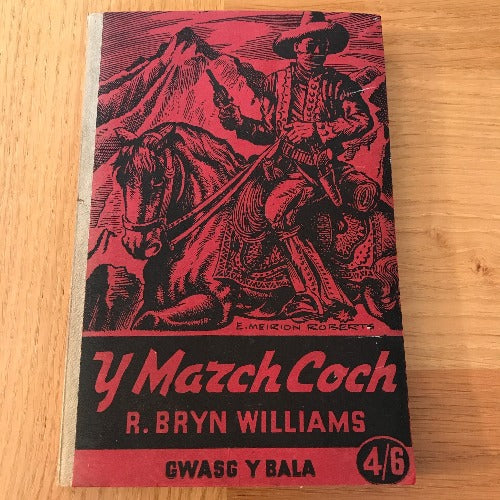 E. MEIRION ROBERTS
Y March Coch
R. BRYN WILLIAMS
GWASG Y BALA
4/6